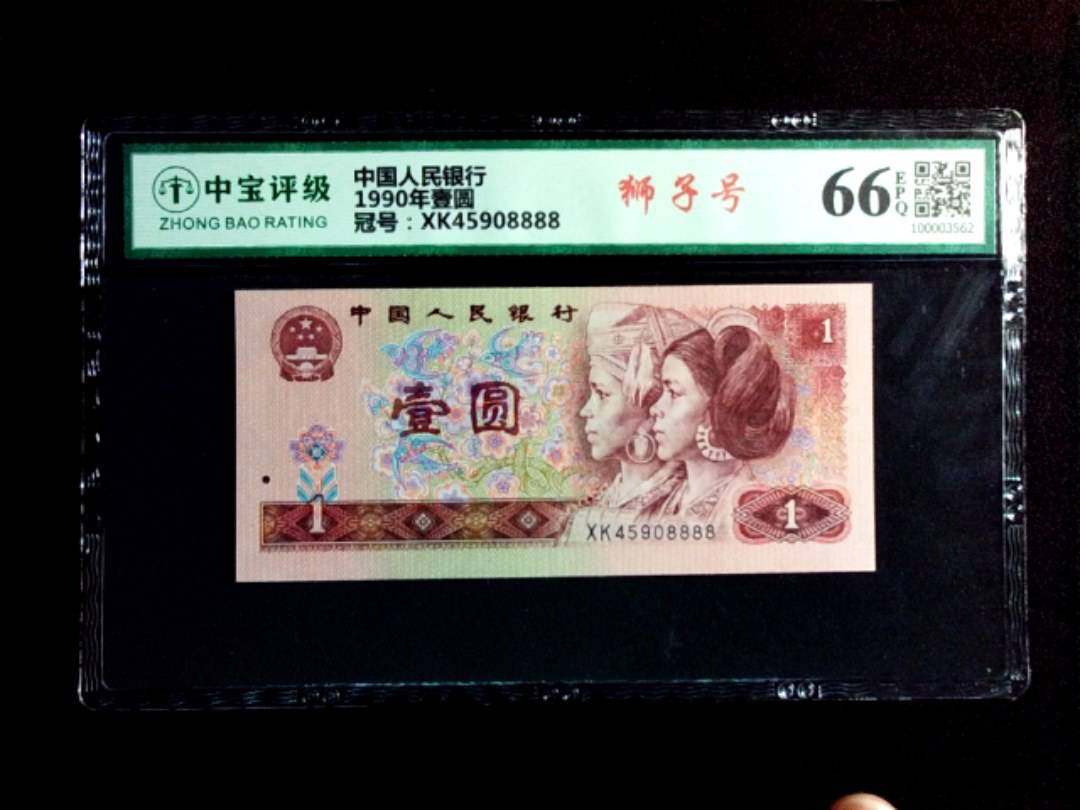 中宝评级
ZHONG BAO RATING
中国人民银行
1990年壹圆
冠号：XK45908888
狮子号
66
EPQ
100003562
中国人民银行
1
壹圆
1
XK45908888
1